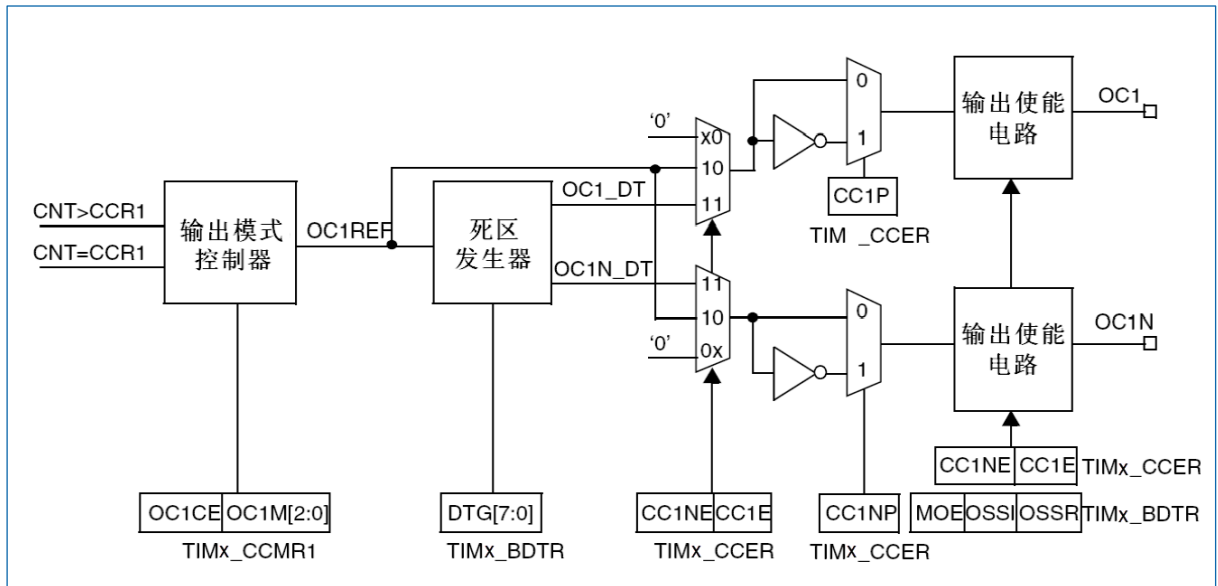 CNT>CCR1
CNT=CCR1
输出模式
控制器
OC1REF
死区
发生器
OC1_DT
OC1N_DT
‘0’
x0
10
11
11
10
0x
‘0’
0
1
CC1P
TIM _CCER
0
1
输出使能
电路
OC1
输出使能
电路
OC1N
CC1NE CC1E TIMx_CCER
MOE OSSI OSSR TIMx_BDTR
OC1CE OC1M[2:0]
TIMx_CCMR1
DTG[7:0]
TIMx_BDTR
CC1NE CC1E
TIMx_CCER
CC1NP
TIMx_CCER